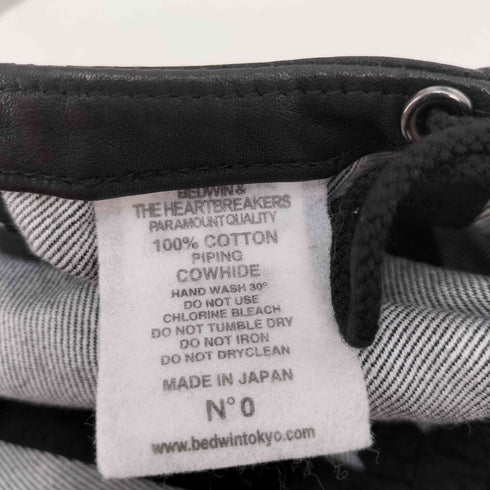 BEDWIN &
THE HEARTBREAKERS
PARAMOUNT QUALITY
100% COTTON
PIPING
COWHIDE
HAND WASH 30°
DO NOT USE
CHLORINE BLEACH
DO NOT TUMBLE DRY
DO NOT IRON
DO NOT DRYCLEAN
MADE IN JAPAN
N° 0
www.bedwintokyo.com